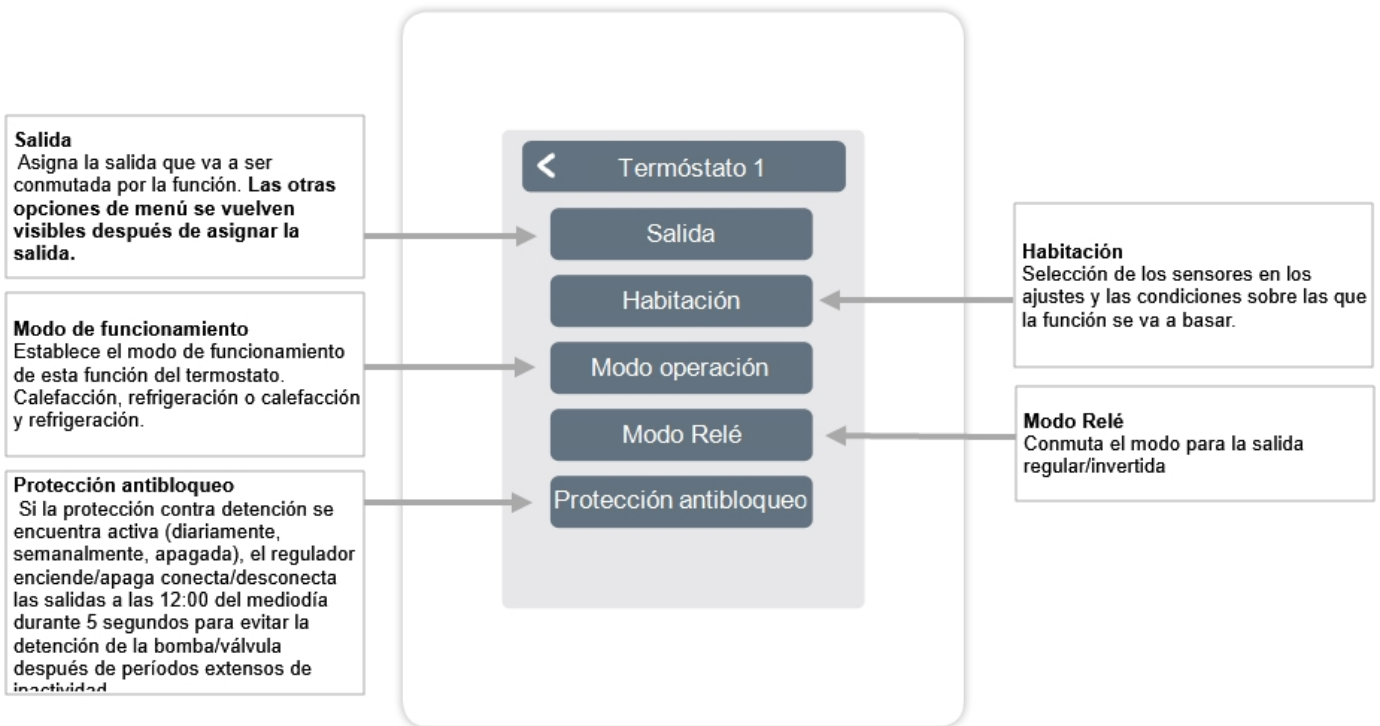 Salida
Asigna la salida que va a ser
conmutada por la función. Las otras
opciones de menú se vuelven
visibles después de asignar la
salida.
Modo de funcionamiento
Establece el modo de funcionamiento
de esta función del termostato.
Calefacción, refrigeración o calefacción
y refrigeración.
Protección antibloqueo
Si la protección contra detención se
encuentra activa (diariamente,
semanalmente, apagada), el regulador
enciende/apaga conecta/desconecta
las salidas a las 12:00 del mediodía
durante 5 segundos para evitar la
detención de la bomba/válvula
después de períodos extensos de
inactividad
Termóstato 1
Salida
Habitación
Modo operación
Modo Relé
Protección antibloqueo
Habitación
Selección de los sensores en los
ajustes y las condiciones sobre las que
la función se va a basar.
Modo Relé
Conmuta el modo para la salida
regular/invertida